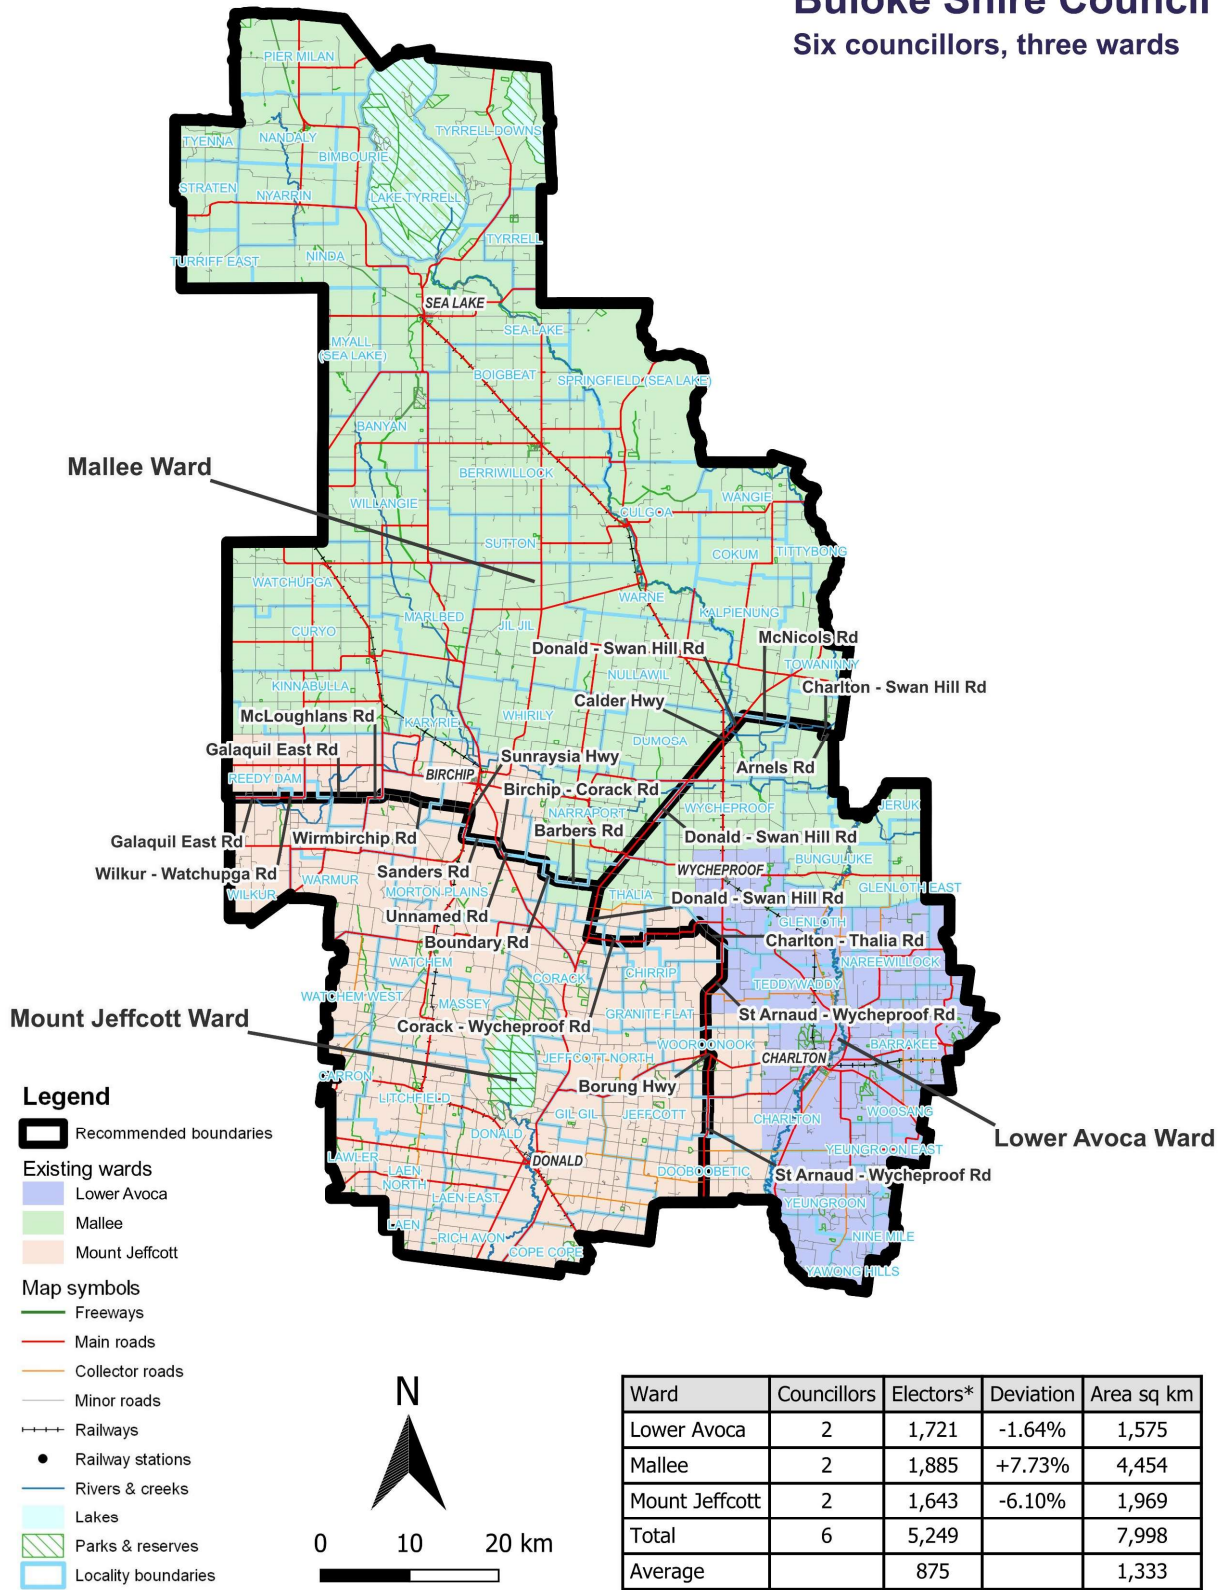 Buloke Shire Council
Six councillors, three wards
PIER MILAN
TYRRELL DOWNS
TYENNA
NANDALY
BIMBOURIE
STRATEN
NYARRIN
LAKE TYRRELL
TYRRELL
TURRIFF EAST
NINDA
SEA LAKE
SEA LAKE
MYALL
(SEA LAKE)
BOIGBEAT
SPRINGFIELD (SEA LAKE)
BANYAN
Mallee Ward
BERRIWILLOCK
WILLANGIE
WANGIE
CULGOA
SUTTON
COKUM
TITTYBONG
WATCHUPGA
WARNE
MARLBED
KALPIENUNG
CURYO
JIL JIL
McNicols Rd
Donald - Swan Hill Rd
TOWANINNY
NULLAWIL
KINNABULLA
Charlton - Swan Hill Rd
Calder Hwy
McLoughlans Rd
WHIRILY
KARYRIE
DUMOSA
Galaquil East Rd
Sunraysia Hwy
Arnels Rd
REEDY DAM
BIRCHIP
Birchip - Corack Rd
NARRAPORT
WYCHEPROOF
JERUK
Barbers Rd
Donald - Swan Hill Rd
Galaquil East Rd
Wirmbirchip Rd
BUNGULUKE
Wilkur - Watchupga Rd
Sanders Rd
WYCHEPROOF
WARMUR
MORTON PLAINS
GLENLOTH EAST
WILKUR
THALIA
Donald - Swan Hill Rd
Unnamed Rd
GLENLOTH
Boundary Rd
Charlton - Thalia Rd
WATCHEM
NAREEWILLOCK
CHIRRIP
CORACK
TEDDYWADDY
WATCHEM WEST
MASSEY
GRANITE FLAT
St Arnaud - Wycheproof Rd
Mount Jeffcott Ward
Corack - Wycheproof Rd
WOOROONOOK
BARRAKEE
JEFFCOTT NORTH
CHARLTON
CARRON
Borung Hwy
LITCHFIELD
GIL GIL
JEFFCOTT
CHARLTON
WOOSANG
DONALD
Lower Avoca Ward
YEUNGROON EAST
LAWLER
DONALD
LAEN
NORTH
DOOBOOBETIC
St Arnaud - Wycheproof Rd
LAEN EAST
YEUNGROON
LAEN
RICH AVON
NINE MILE
COPE COPE
YAWONG HILLS
Legend
Recommended boundaries
Existing wards
Lower Avoca
Mallee
Mount Jeffcott
Map symbols
Freeways
Main roads
Collector roads
Minor roads
Railways
Railway stations
Rivers & creeks
Lakes
Parks & reserves
Locality boundaries
N
0 10 20 km
Ward Councillors Electors* Deviation Area sq km
Lower Avoca 2 1,721 -1.64% 1,575
Mallee 2 1,885 +7.73% 4,454
Mount Jeffcott 2 1,643 -6.10% 1,969
Total 6 5,249 7,998
Average 875 1,333